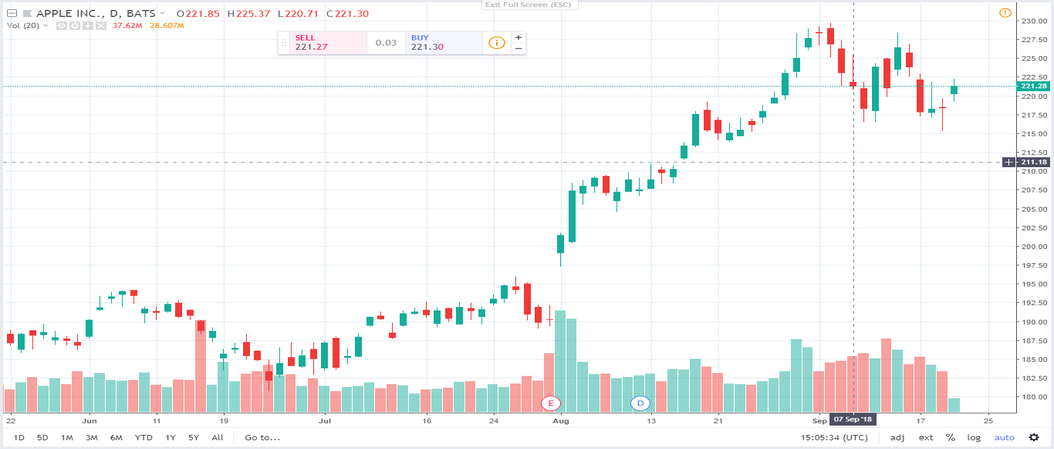 Exit Full Screen (ESC)
APPLE INC., D, BATS O221.85 H225.37 L220.71 C221.30
Vol (20) 37.62M 28.607M
SELL
221.27
0.03
BUY
221.30
230.00
227.50
225.00
222.50
221.28
220.00
217.50
215.00
212.50
211.18
210.00
207.50
205.00
202.50
200.00
197.50
195.00
192.50
190.00
187.50
185.00
182.50
180.00
E
D
22 Jun 11 19 Jul 16 24 Aug 13 21 Sep 07 Sep '18 17 25
1D 5D 1M 3M 6M YTD 1Y 5Y All Go to... 15:05:34 (UTC) adj ext % log auto